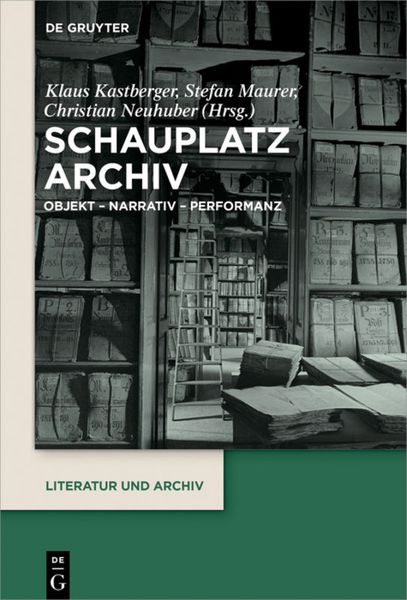 DE GRUYTER
Klaus Kastberger, Stefan Maurer,
Christian Neuhuber (Hrsg.)
SCHAUPLATZ
ARCHIV
OBJEKT – NARRATIV – PERFORMANZ
LITERATUR UND ARCHIV
DE
G